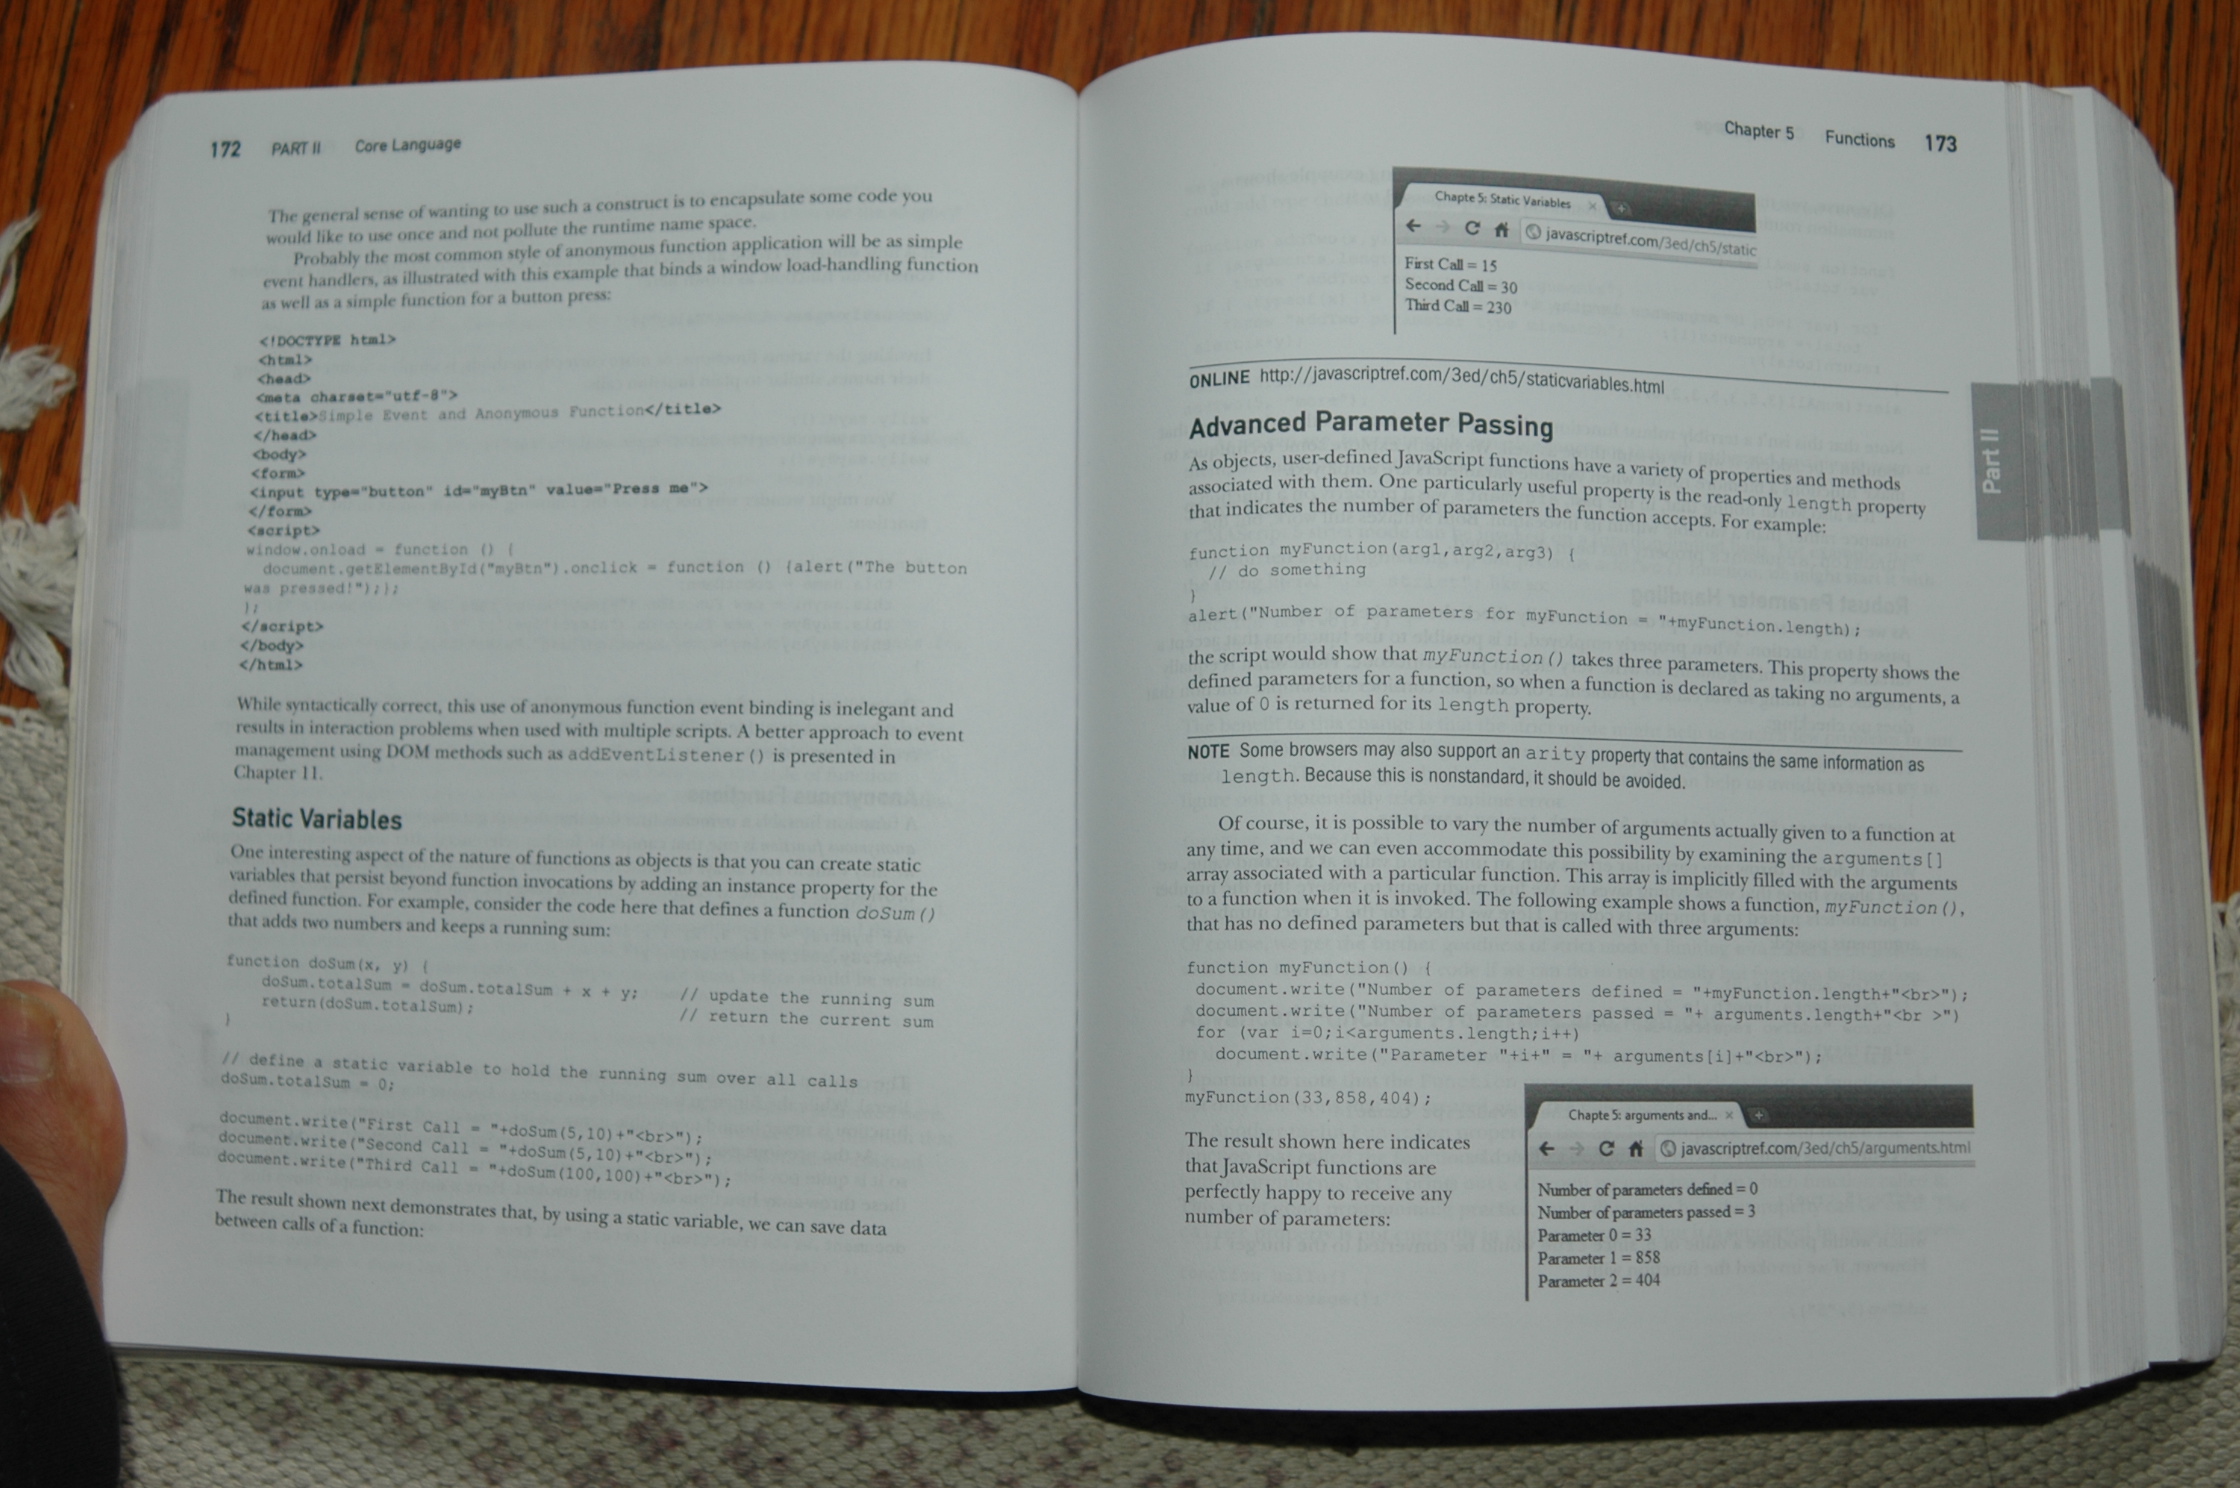 172 PART II Core Language
The general sense of wanting to use such a construct is to encapsulate some code you
would like to use once and not pollute the runtime name space.
Probably the most common style of anonymous function application will be as simple
event handlers, as illustrated with this example that binds a window load-handling function
as well as a simple function for a button press:
<!DOCTYPE html>
<html>
<head>
<meta charset="utf-8">
<title>Simple Event and Anonymous Function</title>
</head>
<body>
<form>
<input type="button" id="myBtn" value="Press me">
</form>
<script>
window.onload = function () {
document.getElementById("myBtn").onclick = function () {alert("The button
was pressed!");};
};
</script>
</body>
</html>
While syntactically correct, this use of anonymous function event binding is inelegant and
results in interaction problems when used with multiple scripts. A better approach to event
management using DOM methods such as addEventListener() is presented in
Chapter 11.
Static Variables
One interesting aspect of the nature of functions as objects is that you can create static
variables that persist beyond function invocations by adding an instance property for the
defined function. For example, consider the code here that defines a function doSum()
that adds two numbers and keeps a running sum:
function doSum(x, y) {
doSum.totalSum = doSum.totalSum + x + y; // update the running sum
return(doSum.totalSum); // return the current sum
}
// define a static variable to hold the running sum over all calls
doSum.totalSum = 0;
document.write("First Call = "+doSum(5,10)+"<br>");
document.write("Second Call = "+doSum(5,10)+"<br>");
document.write("Third Call = "+doSum(100,100)+"<br>");
The result shown next demonstrates that, by using a static variable, we can save data
between calls of a function:
Chapter 5 Functions 173
Chapte 5: Static Variables
javascriptref.com/3ed/ch5/static
First Call = 15
Second Call = 30
Third Call = 230
ONLINE http://javascriptref.com/3ed/ch5/staticvariables.html
Part II
Advanced Parameter Passing
As objects, user-defined JavaScript functions have a variety of properties and methods
associated with them. One particularly useful property is the read-only length property
that indicates the number of parameters the function accepts. For example:
function myFunction(arg1,arg2,arg3) {
// do something
}
alert("Number of parameters for myFunction = "+myFunction.length);
the script would show that myFunction() takes three parameters. This property shows the
defined parameters for a function, so when a function is declared as taking no arguments, a
value of 0 is returned for its length property.
NOTE Some browsers may also support an arity property that contains the same information as
length. Because this is nonstandard, it should be avoided.
Of course, it is possible to vary the number of arguments actually given to a function at
any time, and we can even accommodate this possibility by examining the arguments[]
array associated with a particular function. This array is implicitly filled with the arguments
to a function when it is invoked. The following example shows a function, myFunction(),
that has no defined parameters but that is called with three arguments:
function myFunction() {
document.write("Number of parameters defined = "+myFunction.length+"<br>");
document.write("Number of parameters passed = "+ arguments.length+"<br >")
for (var i=0;i<arguments.length;i++)
document.write("Parameter "+i+" = "+ arguments[i]+"<br>");
}
myFunction(33,858,404);
The result shown here indicates
that JavaScript functions are
perfectly happy to receive any
number of parameters:
Chapte 5: arguments and...
javascriptref.com/3ed/ch5/arguments.html
Number of parameters defined = 0
Number of parameters passed = 3
Parameter 0 = 33
Parameter 1 = 858
Parameter 2 = 404